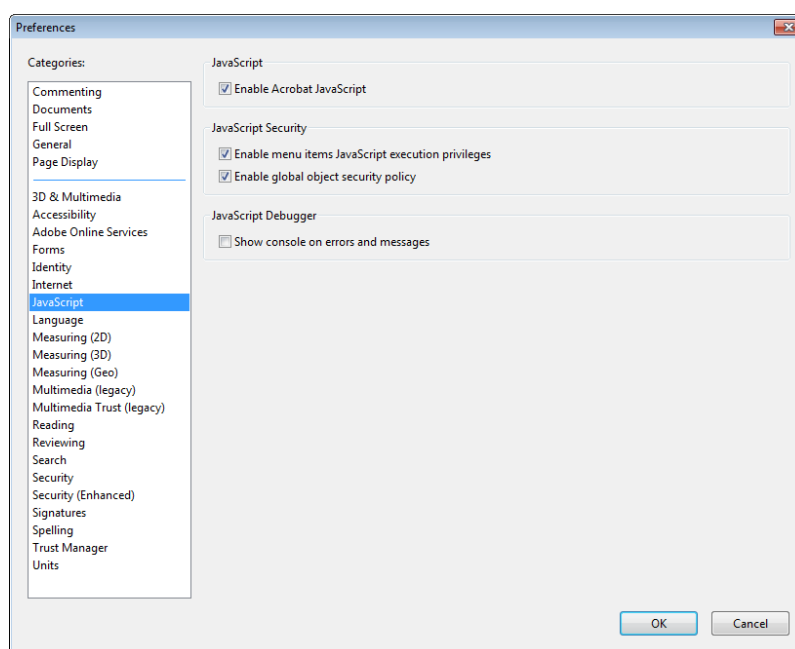 Preferences
Categories:
Commenting
Documents
Full Screen
General
Page Display
3D & Multimedia
Accessibility
Adobe Online Services
Forms
Identity
Internet
JavaScript
Language
Measuring (2D)
Measuring (3D)
Measuring (Geo)
Multimedia (legacy)
Multimedia Trust (legacy)
Reading
Reviewing
Search
Security
Security (Enhanced)
Signatures
Spelling
Trust Manager
Units
JavaScript
Enable Acrobat JavaScript
JavaScript Security
Enable menu items JavaScript execution privileges
Enable global object security policy
JavaScript Debugger
Show console on errors and messages
OK
Cancel